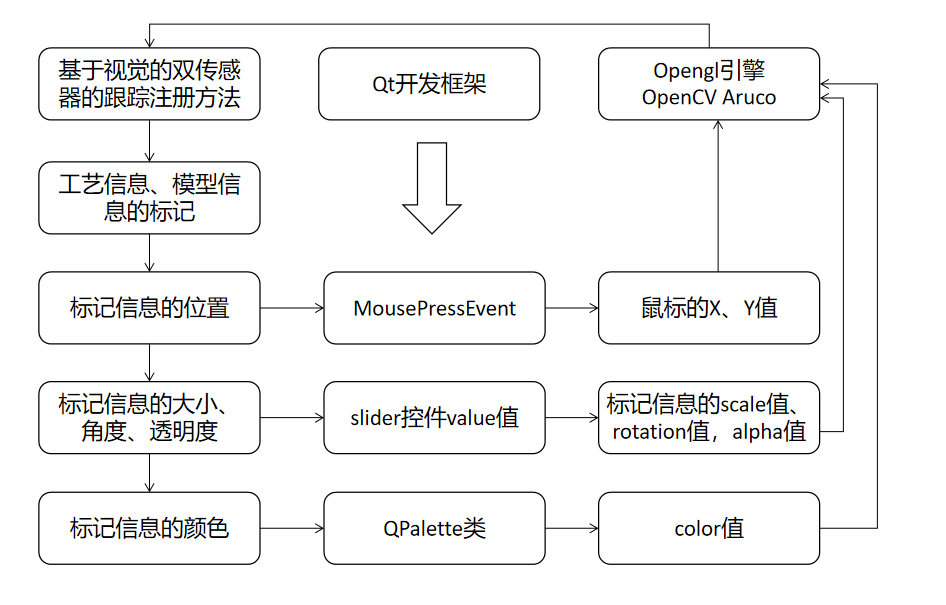 基于视觉的双传感
器的跟踪注册方法
Qt开发框架
Opengl引擎
OpenCV Aruco
工艺信息、模型信
息的标记
标记信息的位置
MousePressEvent
鼠标的X、Y值
标记信息的大小、
角度、透明度
slider控件value值
标记信息的scale值、
rotation值，alpha值
标记信息的颜色
QPalette类
color值